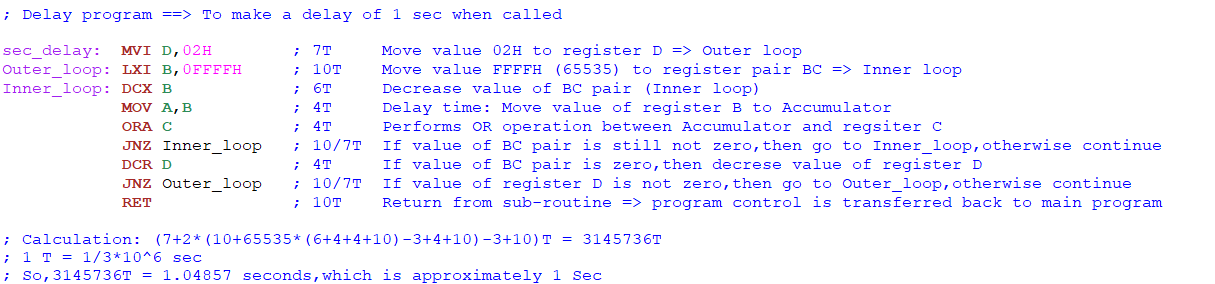 ; Delay program ==> To make a delay of 1 sec when called
sec_delay: MVI D,02H ; 7T Move value 02H to register D => Outer loop
Outer_loop: LXI B,0FFFFH ; 10T Move value FFFFH (65535) to register pair BC => Inner loop
Inner_loop: DCX B ; 6T Decrease value of BC pair (Inner loop)
MOV A,B ; 4T Delay time: Move value of register B to Accumulator
ORA C ; 4T Performs OR operation between Accumulator and regsiter C
JNZ Inner_loop ; 10/7T If value of BC pair is still not zero,then go to Inner_loop,otherwise continue
DCR D ; 4T If value of BC pair is zero,then decrese value of register D
JNZ Outer_loop ; 10/7T If value of register D is not zero,then go to Outer_loop,otherwise continue
RET ; 10T Return from sub-routine => program control is transferred back to main program
; Calculation: (7+2*(10+65535*(6+4+4+10)-3+4+10)-3+10)T = 3145736T
; 1 T = 1/3*10^6 sec
; So,3145736T = 1.04857 seconds,which is approximately 1 Sec